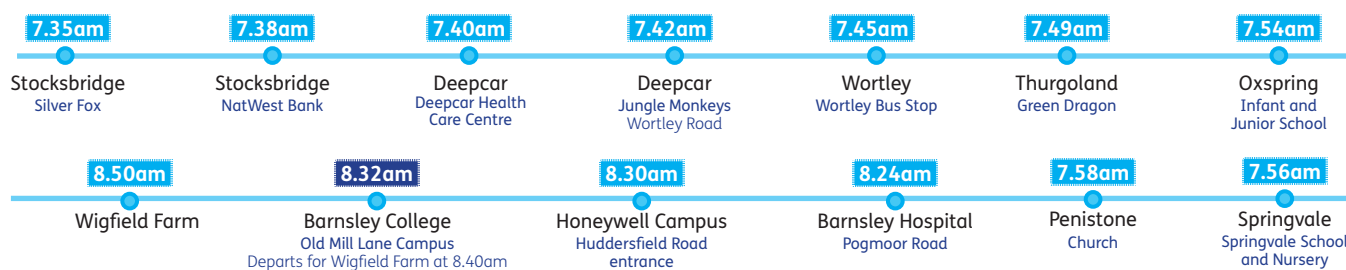 7.35am
Stocksbridge
Silver Fox
7.38am
Stocksbridge
NatWest Bank
7.40am
Deepcar
Deepcar Health
Care Centre
7.42am
Deepcar
Jungle Monkeys
Wortley Road
7.45am
Wortley
Wortley Bus Stop
7.49am
Thurgoland
Green Dragon
7.54am
Oxspring
Infant and
Junior School
8.50am
Wigfield Farm
8.32am
Barnsley College
Old Mill Lane Campus
Departs for Wigfield Farm at 8.40am
8.30am
Honeywell Campus
Huddersfield Road
entrance
8.24am
Barnsley Hospital
Pogmoor Road
7.58am
Penistone
Church
7.56am
Springvale
Springvale School
and Nursery